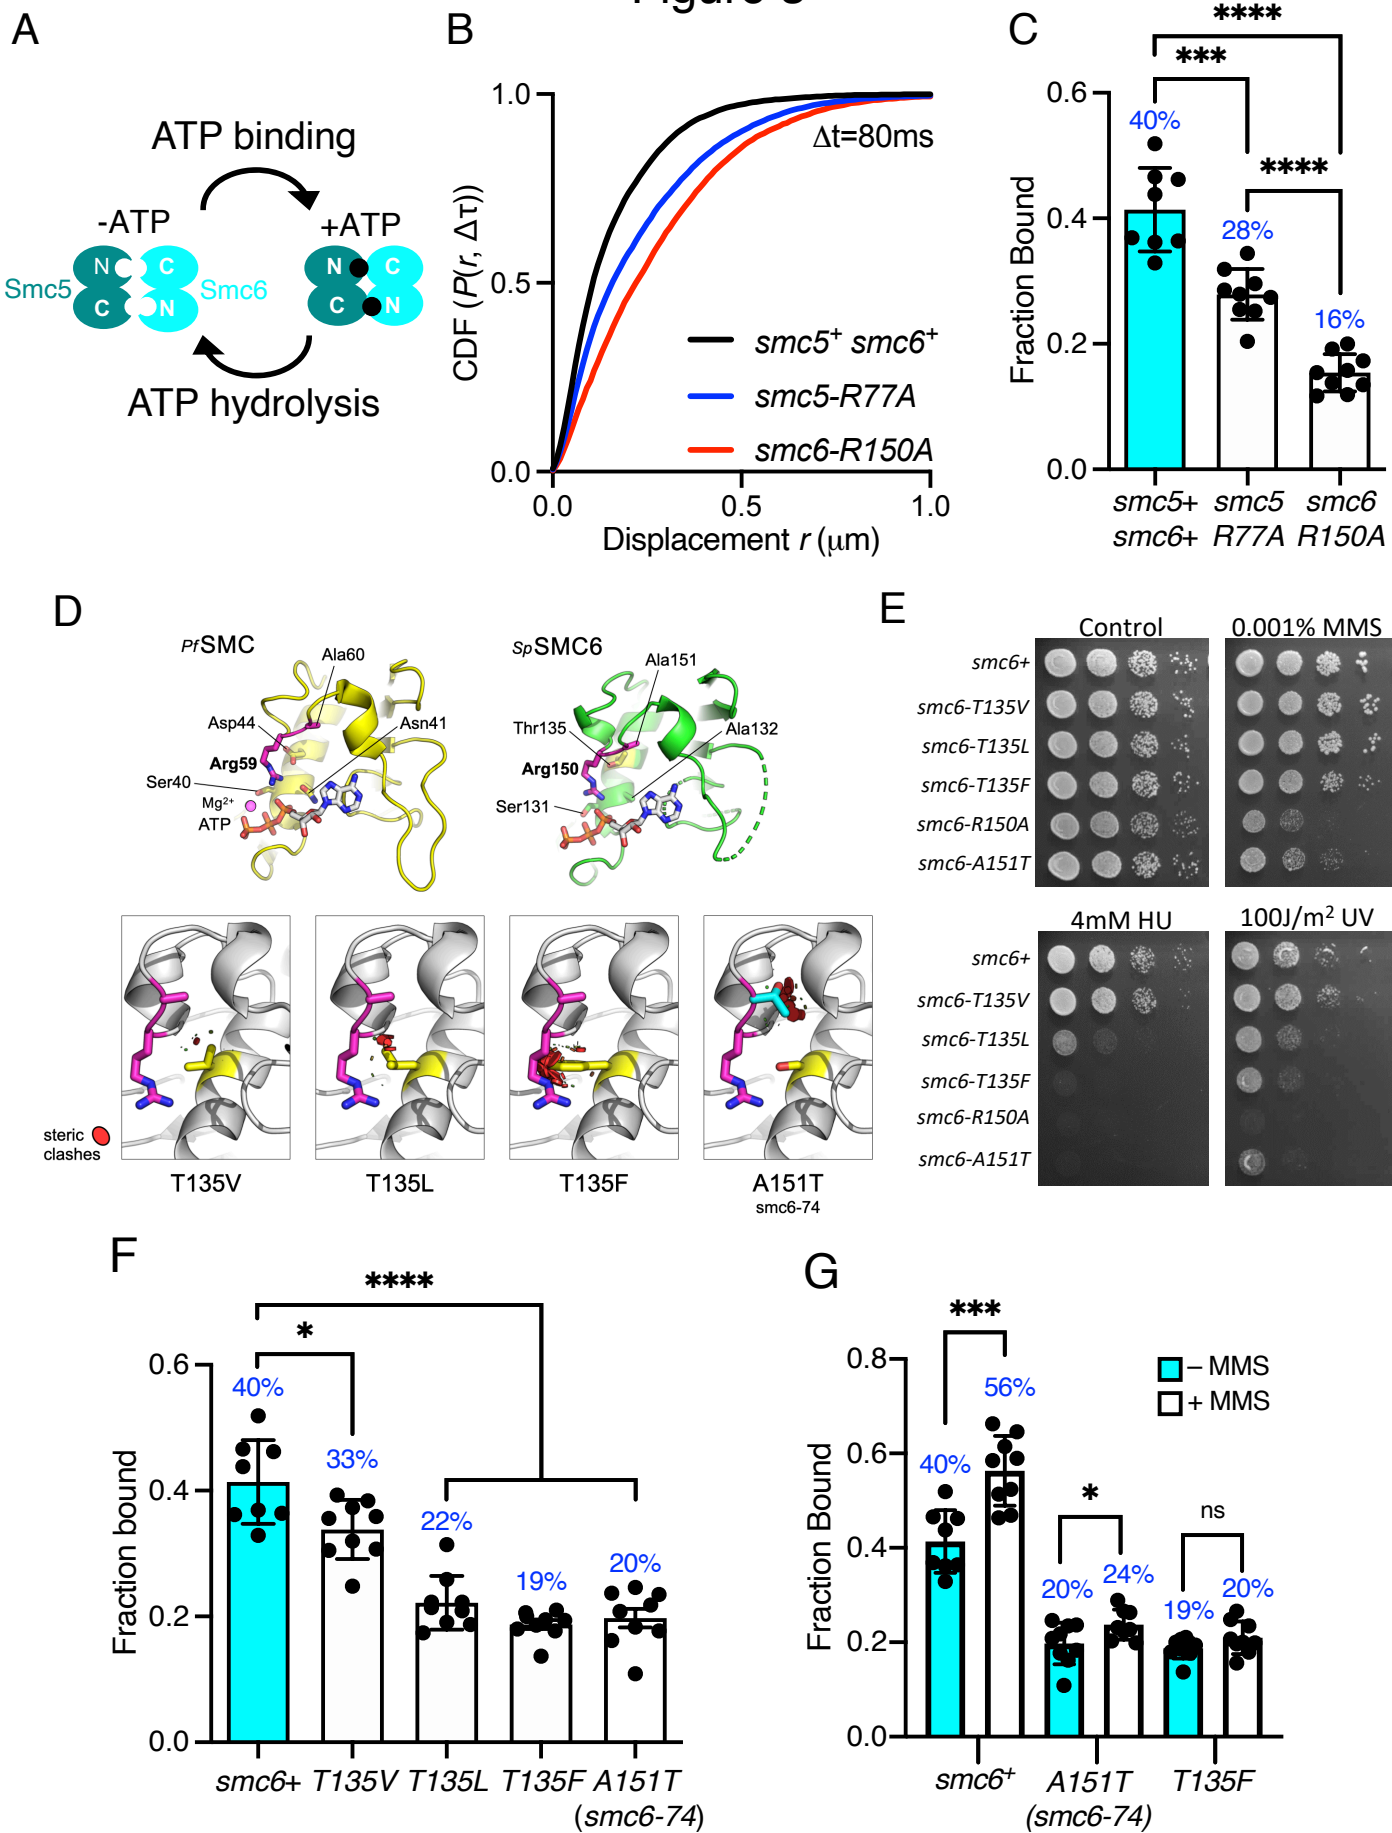 Figure 3
A
ATP binding
-ATP
+ATP
N
C
N
C
Smc5
Smc6
C
N
C
N
ATP hydrolysis
B
1.0
0.5
0.0
CDF (P(r, Δτ))
Δt=80ms
smc5⁺ smc6⁺
smc5-R77A
smc6-R150A
0.0
0.5
1.0
Displacement r (μm)
C
****
***
****
0.6
0.4
0.2
0.0
Fraction Bound
40%
28%
16%
smc5+
smc6+
smc5
R77A
smc6
R150A
D
PfSMC
Ala60
Asp44
Asn41
Arg59
Ser40
Mg²⁺
ATP
SpSMC6
Ala151
Thr135
Ala132
Arg150
Ser131
steric
clashes
T135V
T135L
T135F
A151T
smc6-74
E
Control
0.001% MMS
smc6+
smc6-T135V
smc6-T135L
smc6-T135F
smc6-R150A
smc6-A151T
4mM HU
100J/m² UV
smc6+
smc6-T135V
smc6-T135L
smc6-T135F
smc6-R150A
smc6-A151T
F
****
*
0.6
0.4
0.2
0.0
Fraction bound
40%
33%
22%
19%
20%
smc6+
T135V
T135L
T135F
A151T
(smc6-74)
G
***
*
ns
0.8
0.6
0.4
0.2
0.0
Fraction Bound
– MMS
+ MMS
40%
56%
20%
24%
19%
20%
smc6⁺
A151T
(smc6-74)
T135F